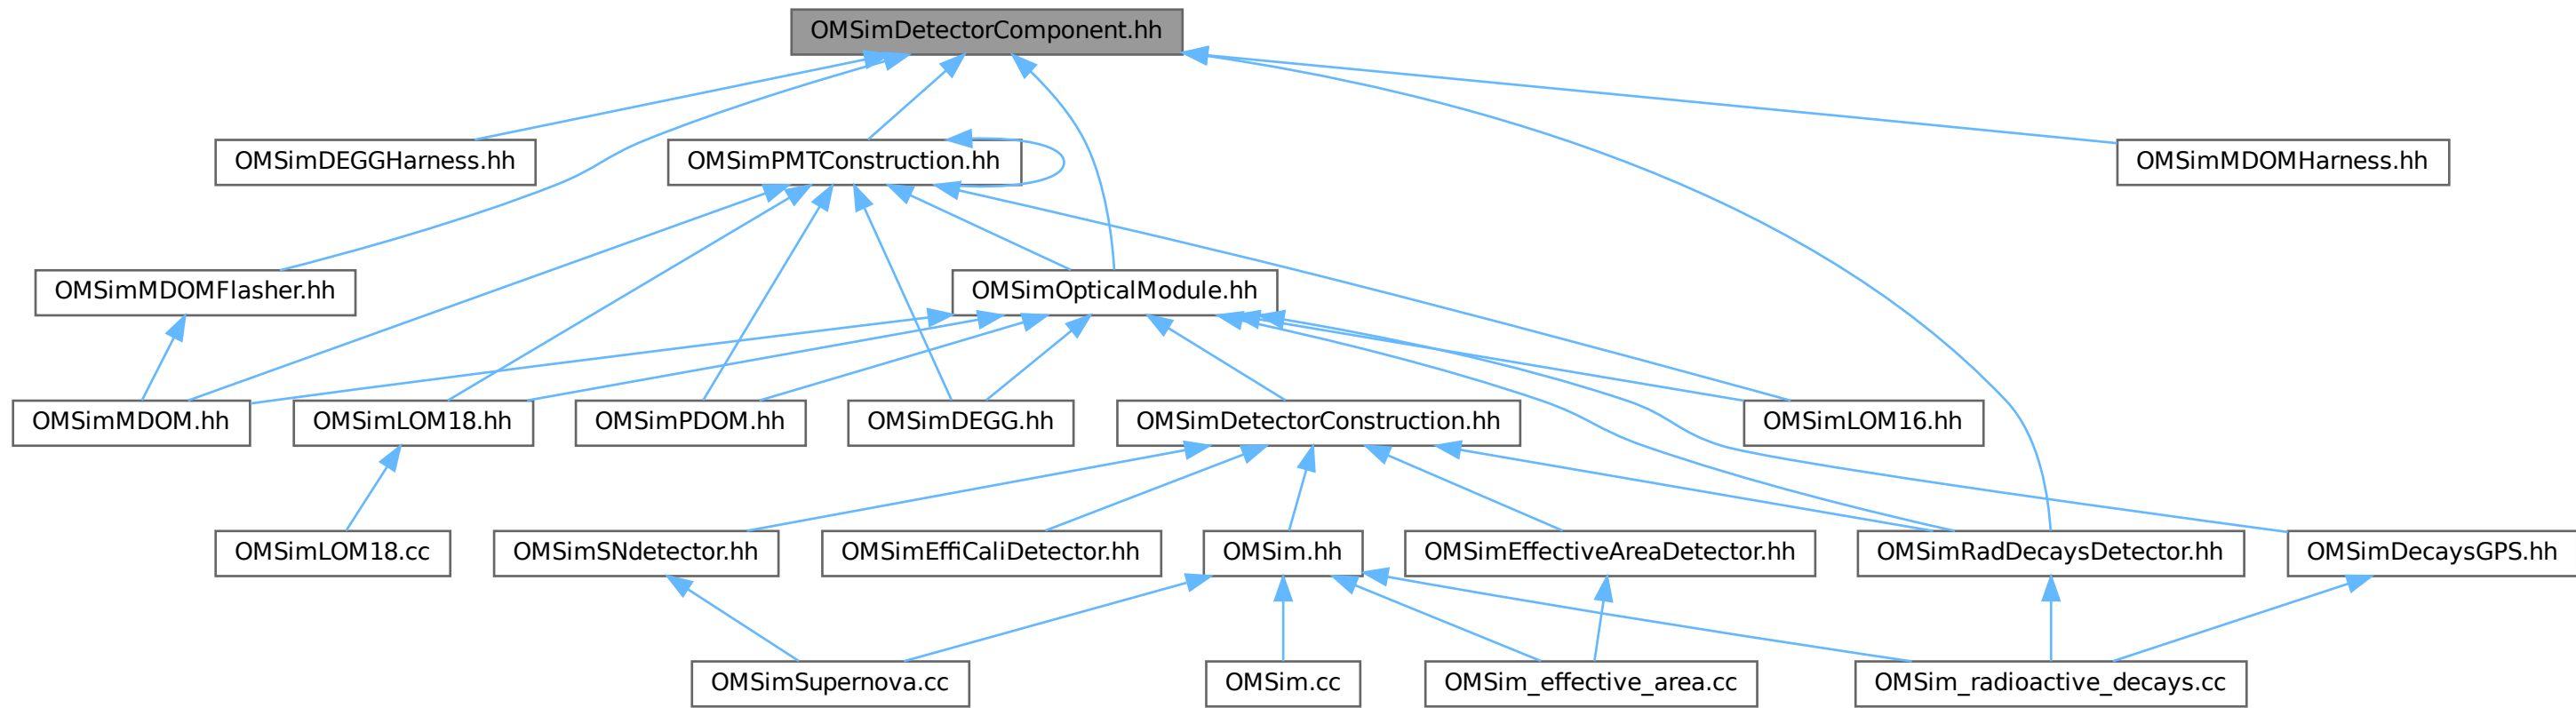 OMSimDetectorComponent.hh
OMSimDEGGHarness.hh
OMSimPMTConstruction.hh
OMSimMDOMHarness.hh
OMSimMDOMFlasher.hh
OMSimOpticalModule.hh
OMSimMDOM.hh
OMSimLOM18.hh
OMSimPDOM.hh
OMSimDEGG.hh
OMSimDetectorConstruction.hh
OMSimLOM16.hh
OMSimLOM18.cc
OMSimSNdetector.hh
OMSimEffiCaliDetector.hh
OMSim.hh
OMSimEffectiveAreaDetector.hh
OMSimRadDecaysDetector.hh
OMSimDecaysGPS.hh
OMSimSupernova.cc
OMSim.cc
OMSim_effective_area.cc
OMSim_radioactive_decays.cc